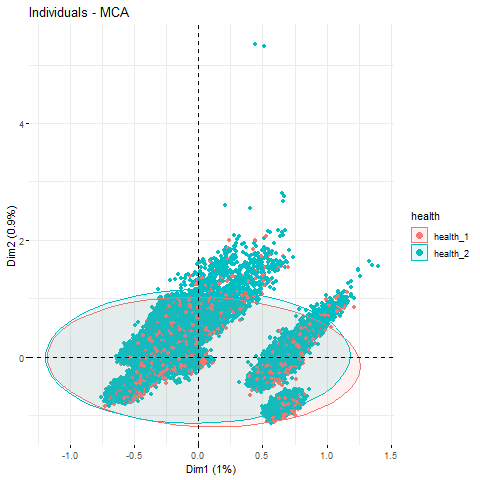 Individuals - MCA
Dim2 (0.9%)
4
2
0
-1.0
-0.5
0.0
0.5
1.0
1.5
Dim1 (1%)
health
health_1
health_2